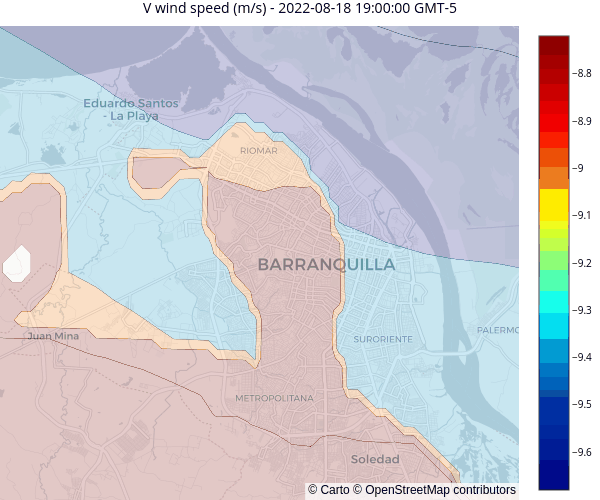 V wind speed (m/s) - 2022-08-18 19:00:00 GMT-5
Eduardo Santos
- La Playa
RIOMAR
BARRANQUILLA
Juan Mina
SURORIENTE
PALERMO
METROPOLITANA
Soledad
−8.8
−8.9
−9
−9.1
−9.2
−9.3
−9.4
−9.5
−9.6
© Carto © OpenStreetMap contributors